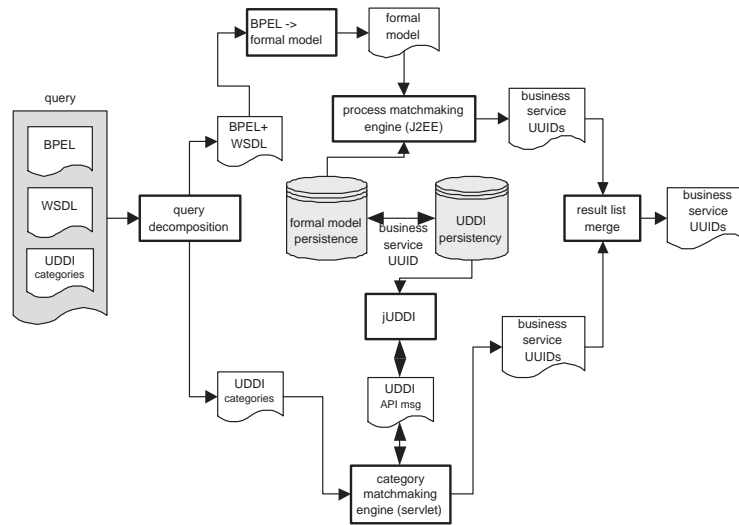 BPEL ->
formal model
formal
model
query
BPEL
WSDL
UDDI
categories
BPEL+
WSDL
process matchmaking
engine (J2EE)
business
service
UUIDs
query
decomposition
formal model
persistence
business
service
UUID
UDDI
persistency
result list
merge
business
service
UUIDs
jUDDI
business
service
UUIDs
UDDI
categories
UDDI
API msg
category
matchmaking
engine (servlet)